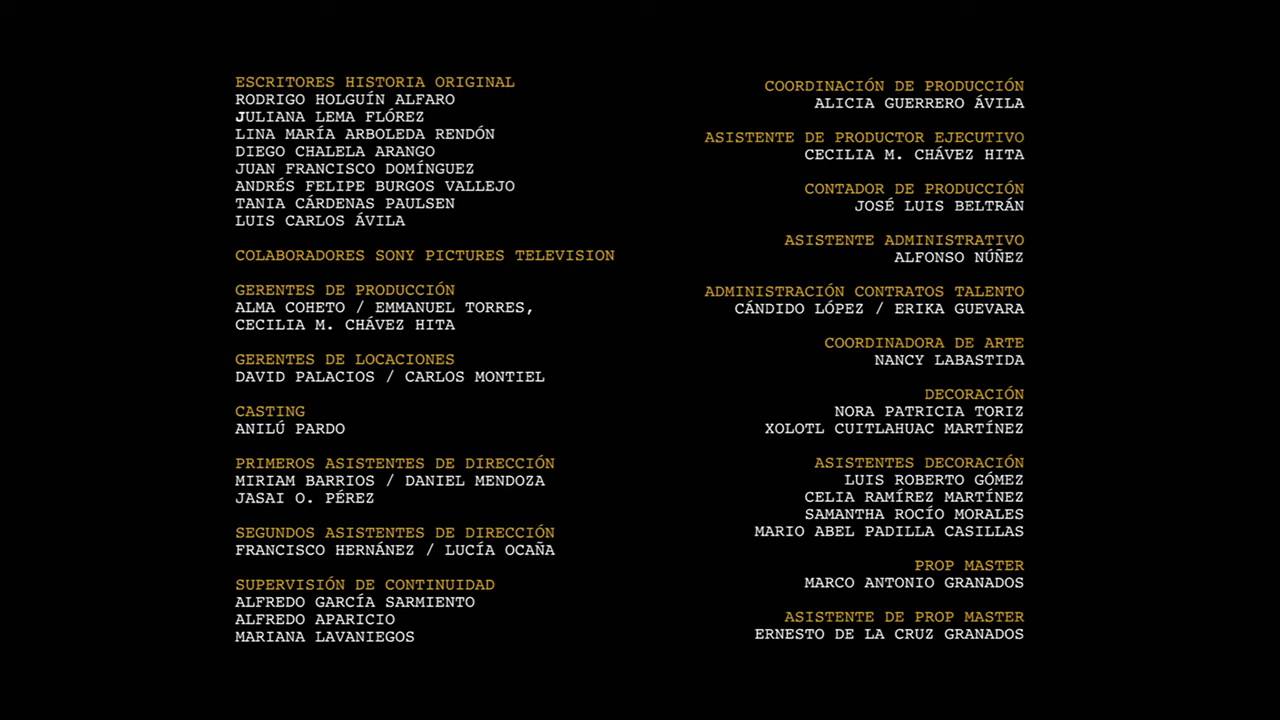 ESCRITORES HISTORIA ORIGINAL
RODRIGO HOLGUÍN ALFARO
JULIANA LEMA FLÓREZ
LINA MARÍA ARBOLEDA RENDÓN
DIEGO CHALELA ARANGO
JUAN FRANCISCO DOMÍNGUEZ
ANDRÉS FELIPE BURGOS VALLEJO
TANIA CÁRDENAS PAULSEN
LUIS CARLOS ÁVILA
COLABORADORES SONY PICTURES TELEVISION
GERENTES DE PRODUCCIÓN
ALMA COHETO / EMMANUEL TORRES,
CECILIA M. CHÁVEZ HITA
GERENTES DE LOCACIONES
DAVID PALACIOS / CARLOS MONTIEL
CASTING
ANILÚ PARDO
PRIMEROS ASISTENTES DE DIRECCIÓN
MIRIAM BARRIOS / DANIEL MENDOZA
JASAI O. PÉREZ
SEGUNDOS ASISTENTES DE DIRECCIÓN
FRANCISCO HERNÁNEZ / LUCÍA OCAÑA
SUPERVISIÓN DE CONTINUIDAD
ALFREDO GARCÍA SARMIENTO
ALFREDO APARICIO
MARIANA LAVANIEGOS
COORDINACIÓN DE PRODUCCIÓN
ALICIA GUERRERO ÁVILA
ASISTENTE DE PRODUCTOR EJECUTIVO
CECILIA M. CHÁVEZ HITA
CONTADOR DE PRODUCCIÓN
JOSÉ LUIS BELTRÁN
ASISTENTE ADMINISTRATIVO
ALFONSO NÚÑEZ
ADMINISTRACIÓN CONTRATOS TALENTO
CÁNDIDO LÓPEZ / ERIKA GUEVARA
COORDINADORA DE ARTE
NANCY LABASTIDA
DECORACIÓN
NORA PATRICIA TORIZ
XOLOTL CUITLAHUAC MARTÍNEZ
ASISTENTES DECORACIÓN
LUIS ROBERTO GÓMEZ
CELIA RAMÍREZ MARTÍNEZ
SAMANTHA ROCÍO MORALES
MARIO ABEL PADILLA CASILLAS
PROP MASTER
MARCO ANTONIO GRANADOS
ASISTENTE DE PROP MASTER
ERNESTO DE LA CRUZ GRANADOS